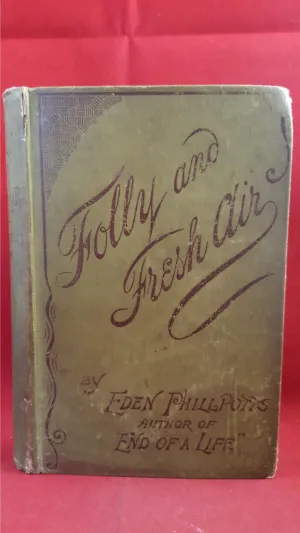 Folly and
Fresh Air
BY
EDEN PHILLPOTTS
AUTHOR OF
"END OF A LIFE"